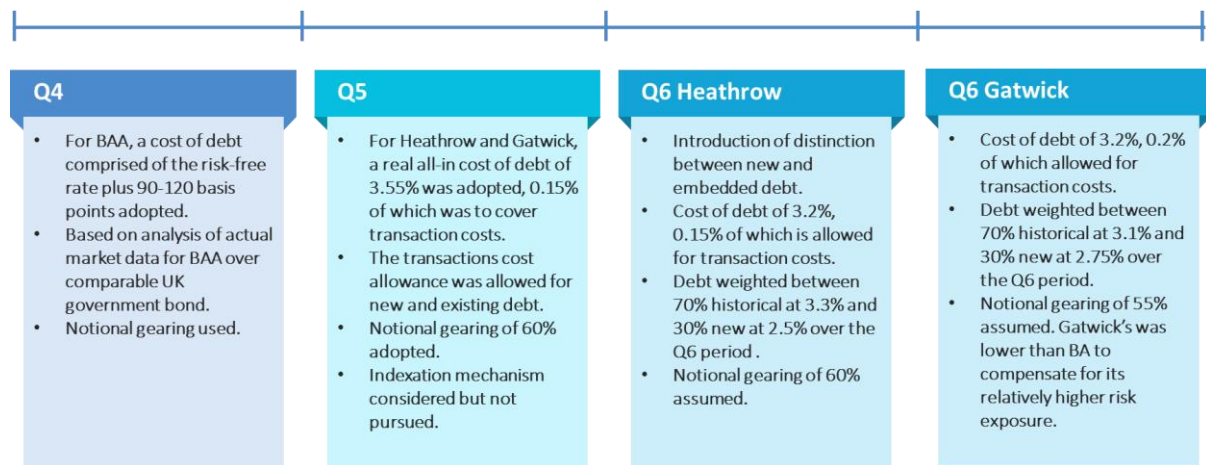 Q4
• For BAA, a cost of debt
comprised of the risk-free
rate plus 90-120 basis
points adopted.
• Based on analysis of actual
market data for BAA over
comparable UK
government bond.
• Notional gearing used.
Q5
• For Heathrow and Gatwick,
a real all-in cost of debt of
3.55% was adopted, 0.15%
of which was to cover
transaction costs.
• The transactions cost
allowance was allowed for
new and existing debt.
• Notional gearing of 60%
adopted.
• Indexation mechanism
considered but not
pursued.
Q6 Heathrow
• Introduction of distinction
between new and
embedded debt.
• Cost of debt of 3.2%,
0.15% of which is allowed
for transaction costs.
• Debt weighted between
70% historical at 3.3% and
30% new at 2.5% over the
Q6 period .
• Notional gearing of 60%
assumed.
Q6 Gatwick
• Cost of debt of 3.2%, 0.2%
of which allowed for
transaction costs.
• Debt weighted between
70% historical at 3.1% and
30% new at 2.75% over
the Q6 period.
• Notional gearing of 55%
assumed. Gatwick's was
lower than BA to
compensate for its
relatively higher risk
exposure.